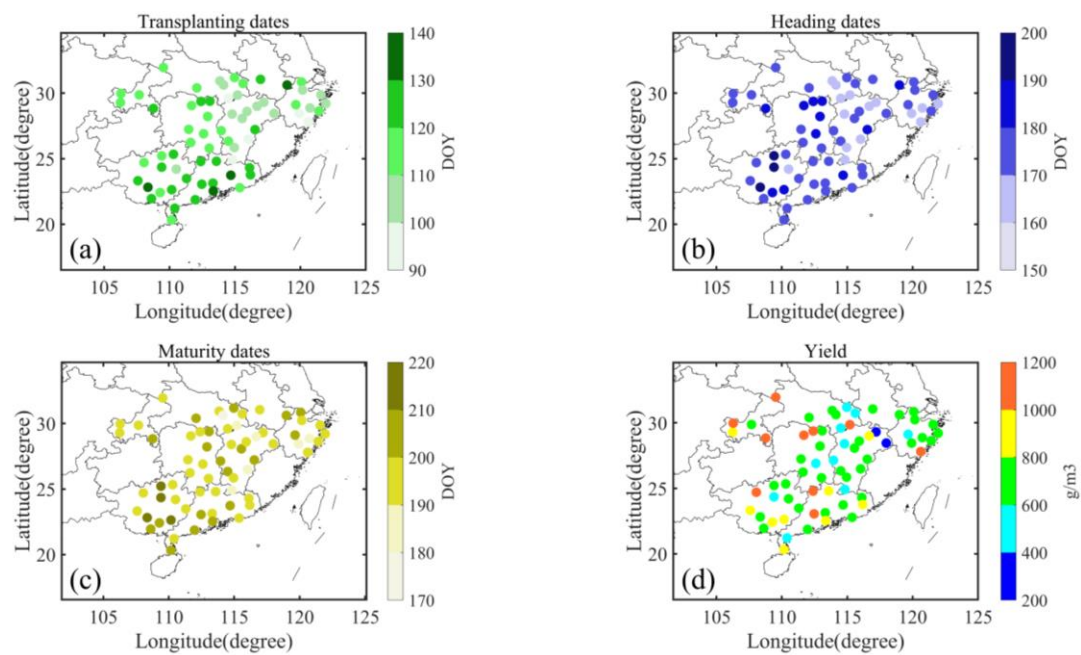 Transplanting dates
Latitude(degree)
30
25
20
(a)
105 110 115 120 125
Longitude(degree)
140
130
120
110
100
90
DOY
Heading dates
Latitude(degree)
30
25
20
(b)
105 110 115 120 125
Longitude(degree)
200
190
180
170
160
150
DOY
Maturity dates
Latitude(degree)
30
25
20
(c)
105 110 115 120 125
Longitude(degree)
220
210
200
190
180
170
DOY
Yield
Latitude(degree)
30
25
20
(d)
105 110 115 120 125
Longitude(degree)
1200
1000
800
600
400
200
g/m3